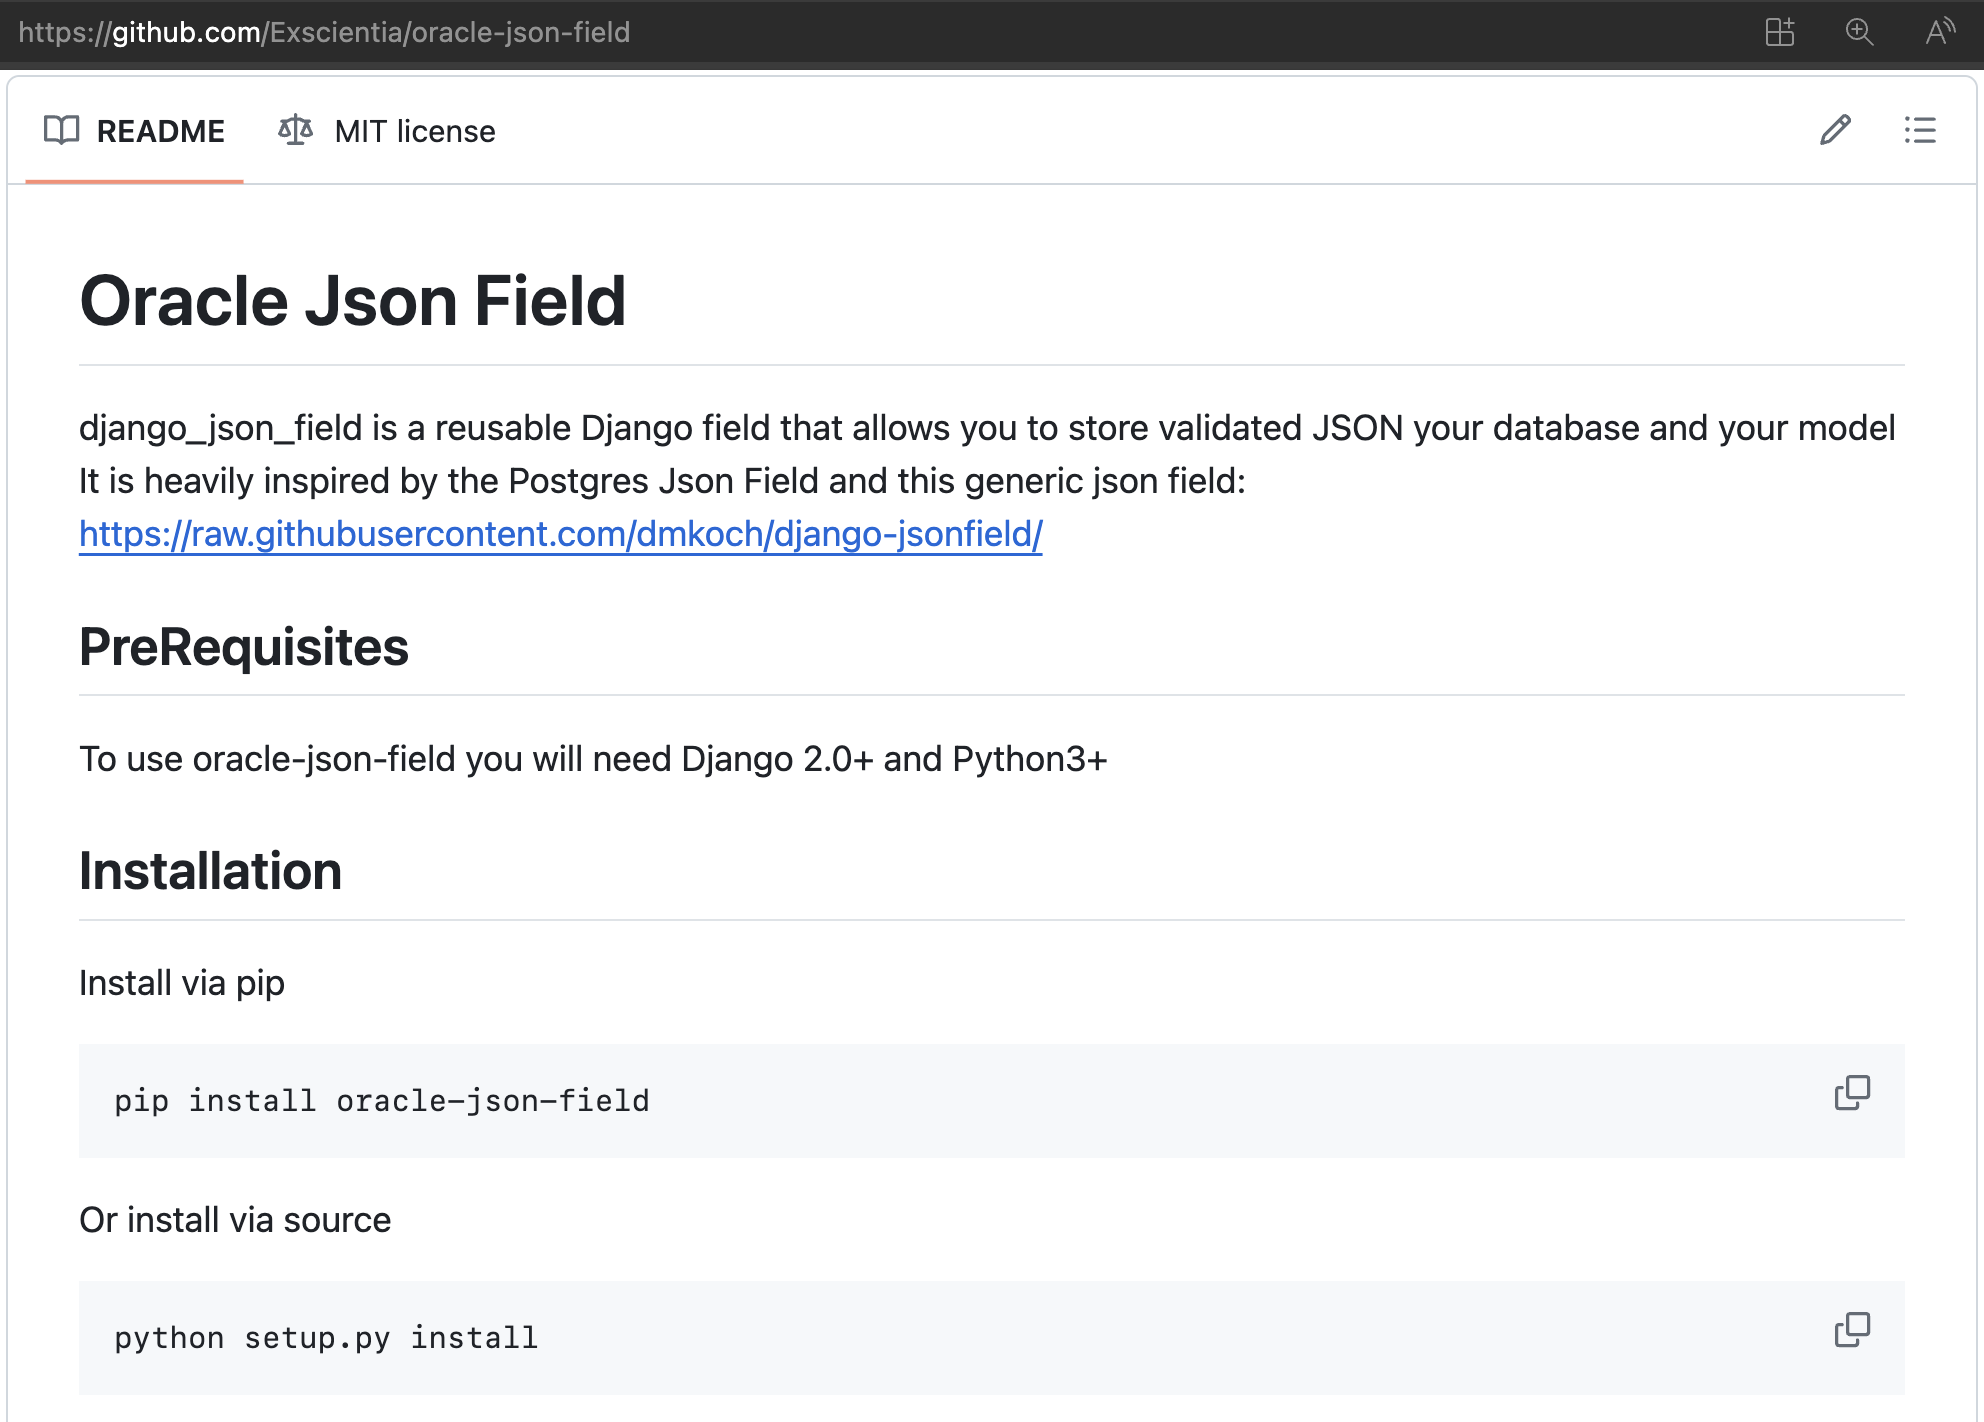 https://github.com/Exscientia/oracle-json-field
README
MIT license
Oracle Json Field
django_json_field is a reusable Django field that allows you to store validated JSON your database and your model
It is heavily inspired by the Postgres Json Field and this generic json field:
https://raw.githubusercontent.com/dmkoch/django-jsonfield/
PreRequisites
To use oracle-json-field you will need Django 2.0+ and Python3+
Installation
Install via pip
pip install oracle-json-field
Or install via source
python setup.py install